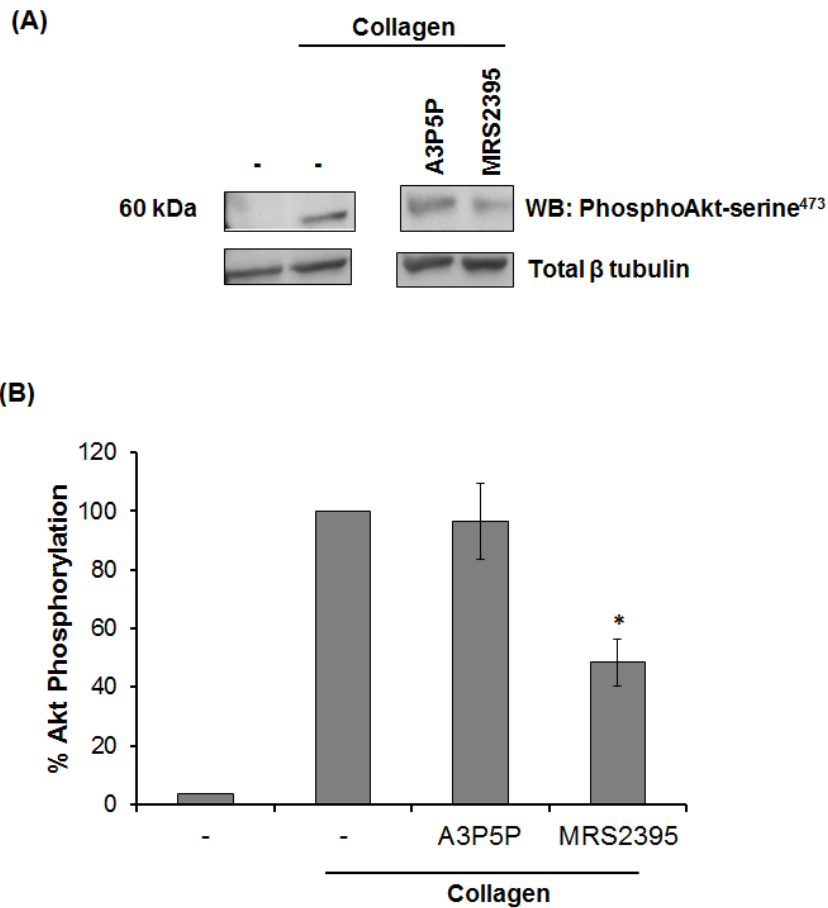 (A)
Collagen
- - A3P5P MRS2395
60 kDa WB: PhosphoAkt-serine⁴⁷³
Total β tubulin
(B)
% Akt Phosphorylation
120
100
80
60
40
20
0
*
- - A3P5P MRS2395
Collagen